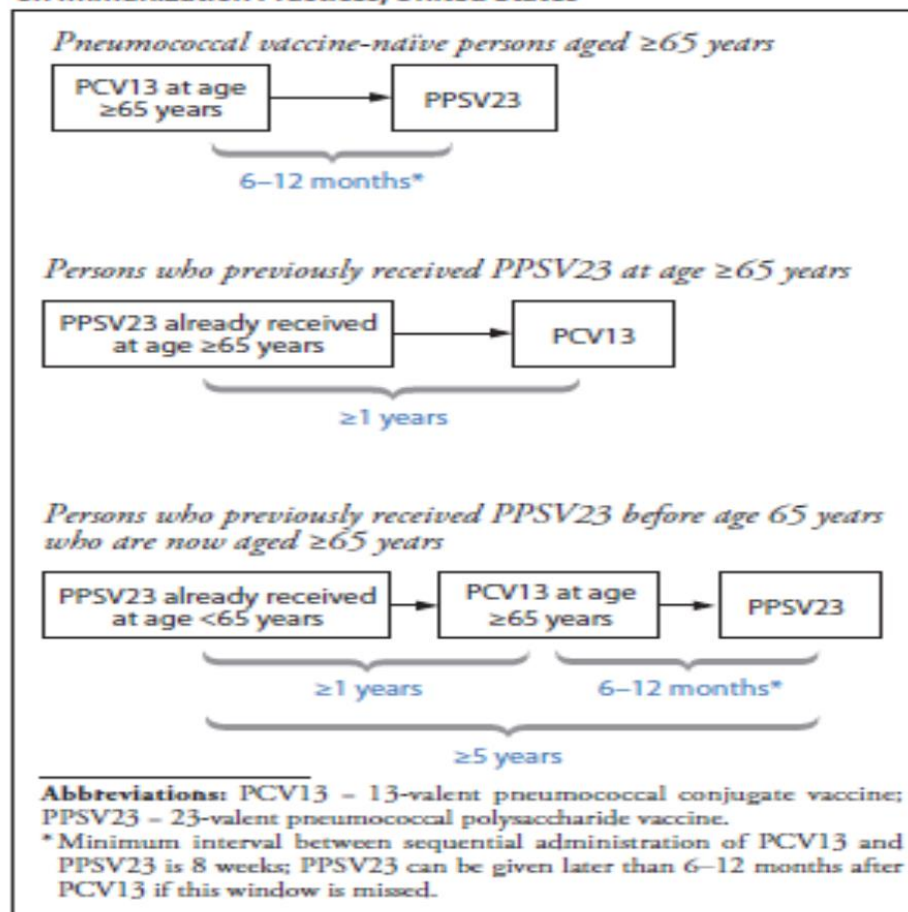 Pneumococcal vaccine-naïve persons aged ≥65 years
PCV13 at age
≥65 years
PPSV23
6–12 months*
Persons who previously received PPSV23 at age ≥65 years
PPSV23 already received
at age ≥65 years
PCV13
≥1 years
Persons who previously received PPSV23 before age 65 years
who are now aged ≥65 years
PPSV23 already received
at age <65 years
PCV13 at age
≥65 years
PPSV23
≥1 years
6–12 months*
≥5 years
Abbreviations: PCV13 – 13-valent pneumococcal conjugate vaccine;
PPSV23 – 23-valent pneumococcal polysaccharide vaccine.
* Minimum interval between sequential administration of PCV13 and
PPSV23 is 8 weeks; PPSV23 can be given later than 6–12 months after
PCV13 if this window is missed.